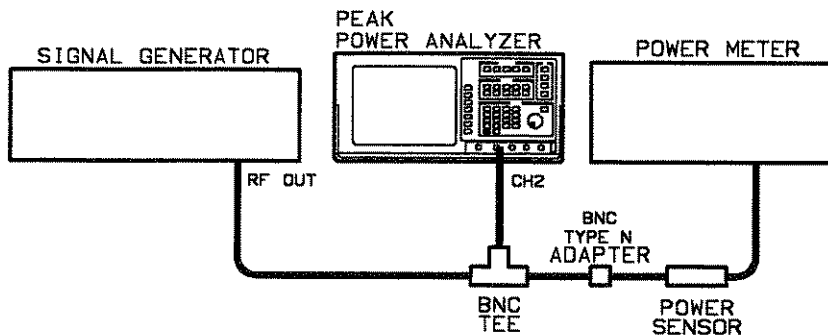 SIGNAL GENERATOR
PEAK
POWER ANALYZER
POWER METER
RF OUT
CH2
BNC
TYPE N
ADAPTER
BNC
TEE
POWER
SENSOR